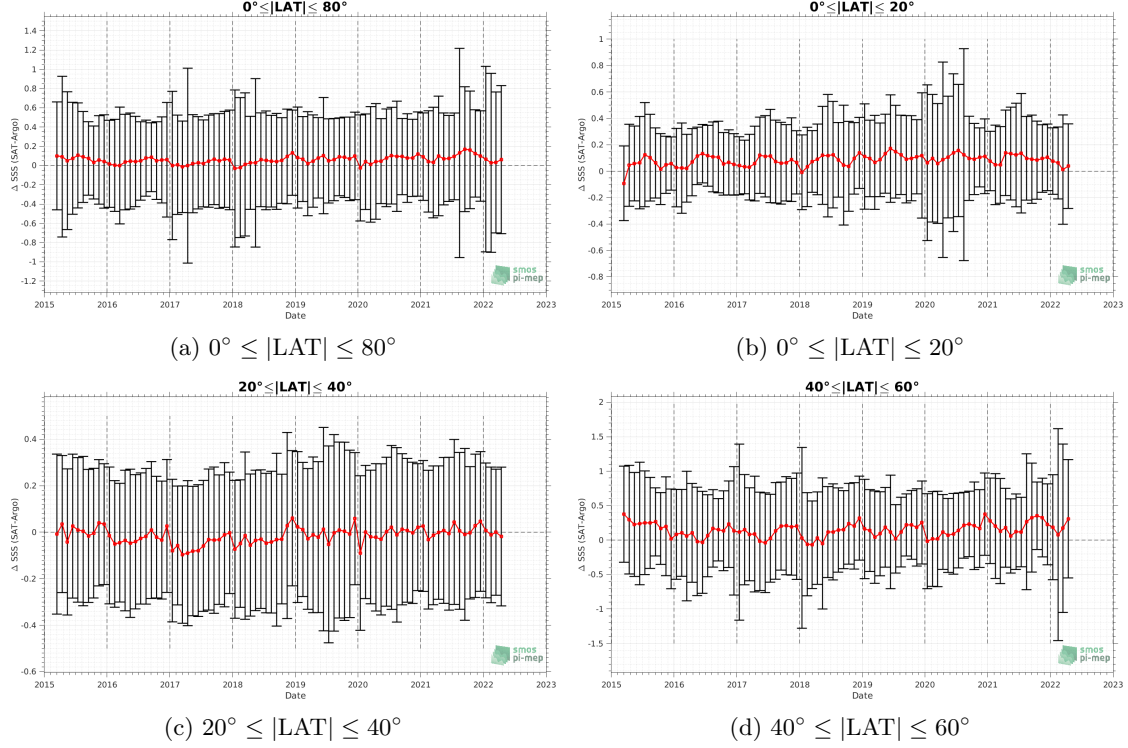 0°≤|LAT|≤ 80°
1.4
1.2
1
0.8
0.6
0.4
0.2
0
-0.2
-0.4
-0.6
-0.8
-1
-1.2
Δ SSS (SAT-Argo)
2015 2016 2017 2018 2019 2020 2021 2022 2023
Date
smos
pi-mep
(a) 0° ≤ |LAT| ≤ 80°
0°≤|LAT|≤ 20°
1
0.8
0.6
0.4
0.2
0
-0.2
-0.4
-0.6
-0.8
Δ SSS (SAT-Argo)
2015 2016 2017 2018 2019 2020 2021 2022 2023
Date
smos
pi-mep
(b) 0° ≤ |LAT| ≤ 20°
20°≤|LAT|≤ 40°
0.4
0.2
0
-0.2
-0.4
-0.6
Δ SSS (SAT-Argo)
2015 2016 2017 2018 2019 2020 2021 2022 2023
Date
smos
pi-mep
(c) 20° ≤ |LAT| ≤ 40°
40°≤|LAT|≤ 60°
2
1.5
1
0.5
0
-0.5
-1
-1.5
Δ SSS (SAT-Argo)
2015 2016 2017 2018 2019 2020 2021 2022 2023
Date
smos
pi-mep
(d) 40° ≤ |LAT| ≤ 60°